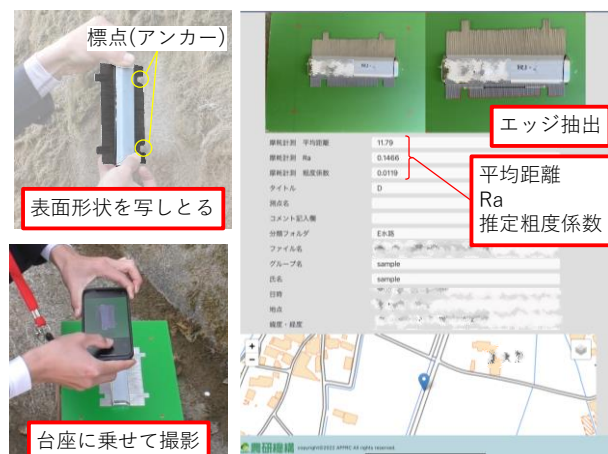 標点(アンカー)
表面形状を写しとる
台座に乗せて撮影
エッジ抽出
摩耗計測 平均距離 11.79
摩耗計測 Ra 0.1466
摩耗計測 粗度係数 0.0119
平均距離
Ra
推定粗度係数
タイトル D
拠点名
コメント記入欄
分類フォルダ E水路
ファイル名
グループ名 sample
氏名 sample
日時
地点
緯度・経度
+
−
農研機構 copyright©2022 AFFRC All rights reserved.